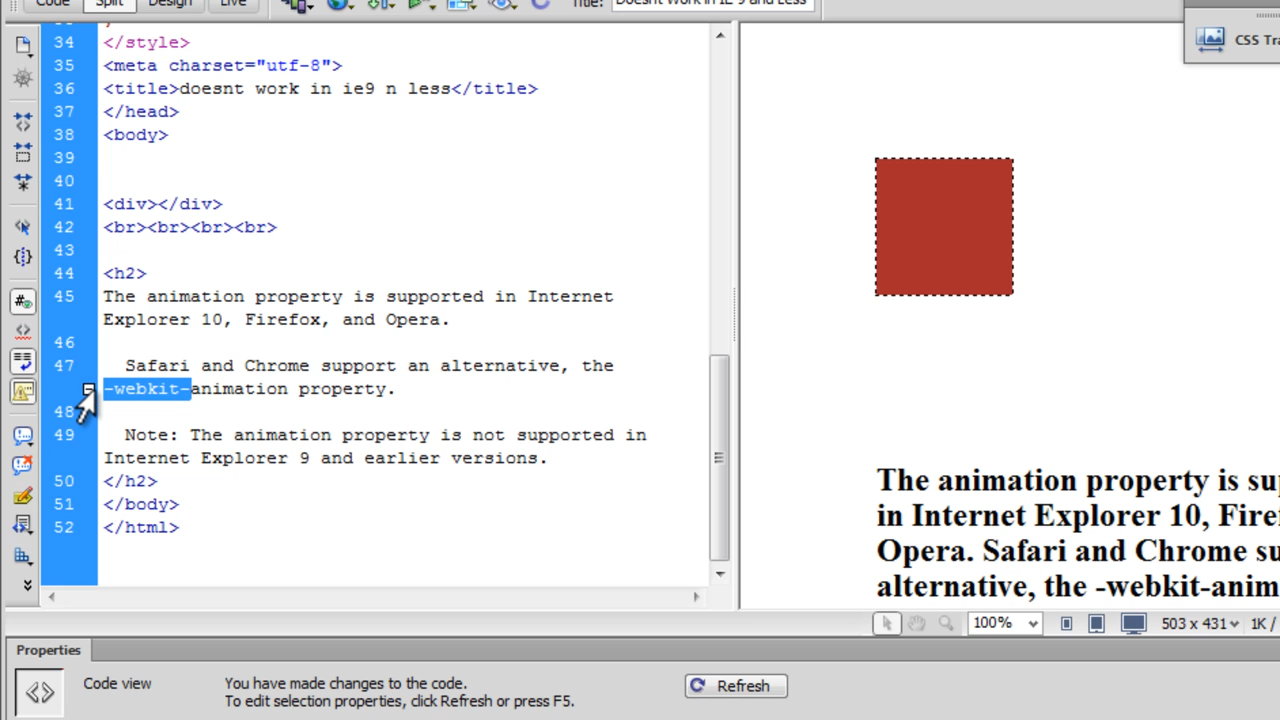 Code Split Design Live Title: Doesnt Work in IE 9 and Less
CSS Tra
34 </style>
35 <meta charset="utf-8">
36 <title>doesnt work in ie9 n less</title>
37 </head>
38 <body>
39
40
41 <div></div>
42 <br><br><br><br>
43
44 <h2>
45 The animation property is supported in Internet
Explorer 10, Firefox, and Opera.
46
47 Safari and Chrome support an alternative, the
-webkit-animation property.
48
49 Note: The animation property is not supported in
Internet Explorer 9 and earlier versions.
50 </h2>
51 </body>
52 </html>
The animation property is sup
in Internet Explorer 10, Firef
Opera. Safari and Chrome su
alternative, the -webkit-anim
100% 503 x 431 1K /
Properties
Code view
You have made changes to the code.
To edit selection properties, click Refresh or press F5.
Refresh